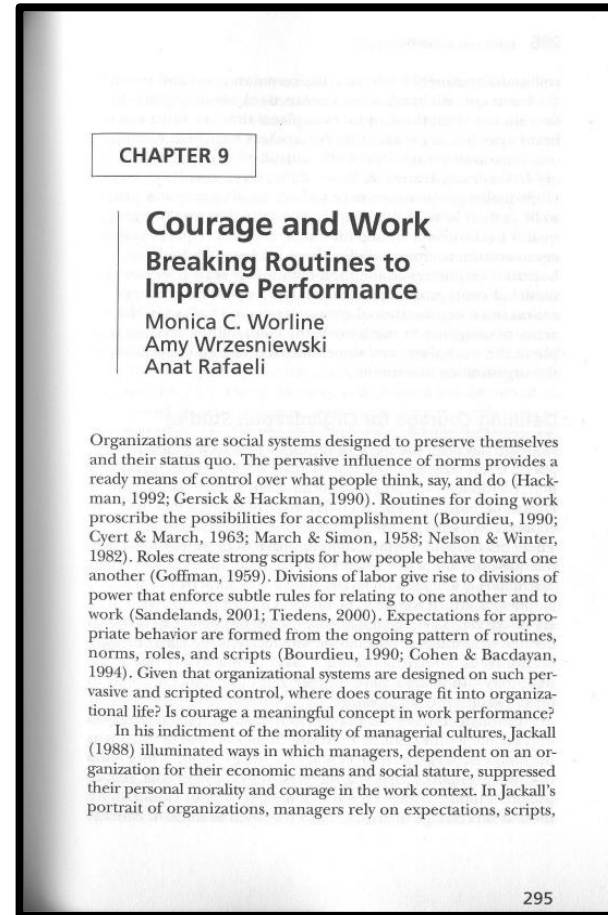 CHAPTER 9
Courage and Work
Breaking Routines to
Improve Performance
Monica C. Worline
Amy Wrzesniewski
Anat Rafaeli
Organizations are social systems designed to preserve themselves
and their status quo. The pervasive influence of norms provides a
ready means of control over what people think, say, and do (Hack-
man, 1992; Gersick & Hackman, 1990). Routines for doing work
proscribe the possibilities for accomplishment (Bourdieu, 1990;
Cyert & March, 1963; March & Simon, 1958; Nelson & Winter,
1982). Roles create strong scripts for how people behave toward one
another (Goffman, 1959). Divisions of labor give rise to divisions of
power that enforce subtle rules for relating to one another and to
work (Sandelands, 2001; Tiedens, 2000). Expectations for appro-
priate behavior are formed from the ongoing pattern of routines,
norms, roles, and scripts (Bourdieu, 1990; Cohen & Bacdayan,
1994). Given that organizational systems are designed on such per-
vasive and scripted control, where does courage fit into organiza-
tional life? Is courage a meaningful concept in work performance?
In his indictment of the morality of managerial cultures, Jackall
(1988) illuminated ways in which managers, dependent on an or-
ganization for their economic means and social stature, suppressed
their personal morality and courage in the work context. In Jackall's
portrait of organizations, managers rely on expectations, scripts,
295